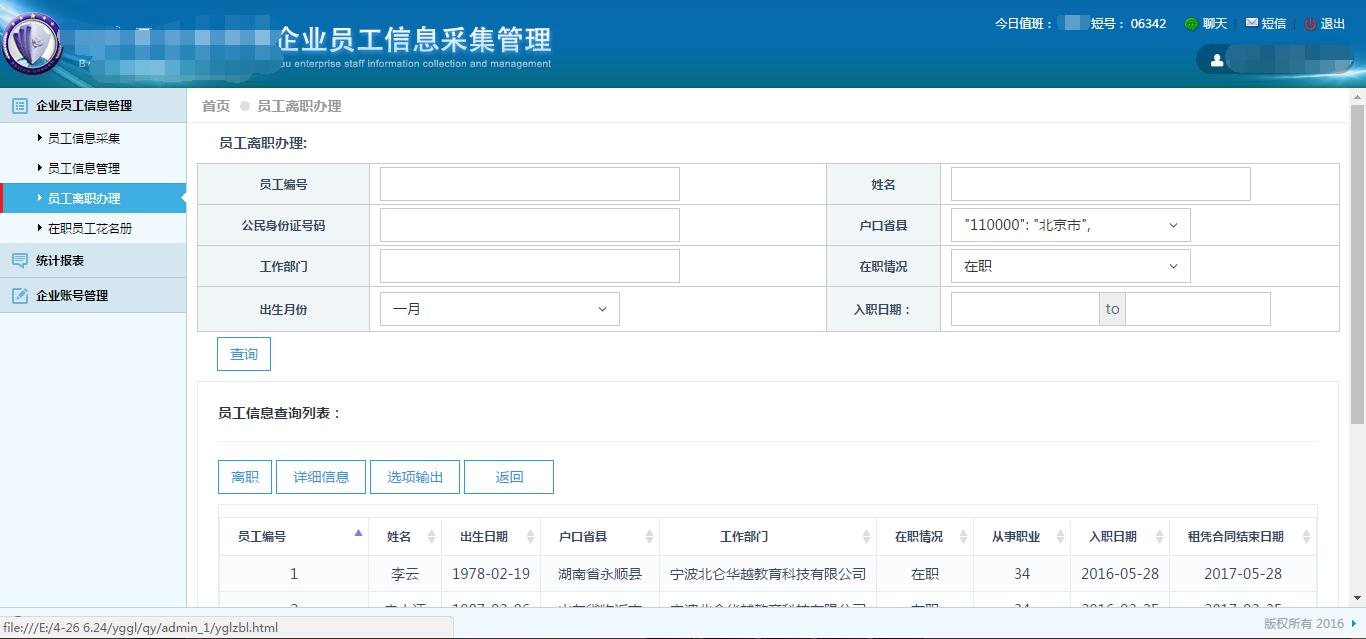 企业员工信息采集管理
au enterprise staff information collection and management
今日值班： 短号： 06342 聊天 短信 退出
企业员工信息管理
员工信息采集
员工信息管理
员工离职办理
在职员工花名册
统计报表
企业账号管理
首页 员工离职办理
员工离职办理:
员工编号 姓名
公民身份证号码 户口省县 "110000": "北京市",
工作部门 在职情况 在职
出生月份 一月 入职日期： to
查询
员工信息查询列表：
离职 详细信息 选项输出 返回
员工编号 姓名 出生日期 户口省县 工作部门 在职情况 从事职业 入职日期 租凭合同结束日期
1 李云 1978-02-19 湖南省永顺县 宁波北仑华越教育科技有限公司 在职 34 2016-05-28 2017-05-28
版权所有 2016
file:///E:/4-26 6.24/yggl/qy/admin_1/yglzbl.html